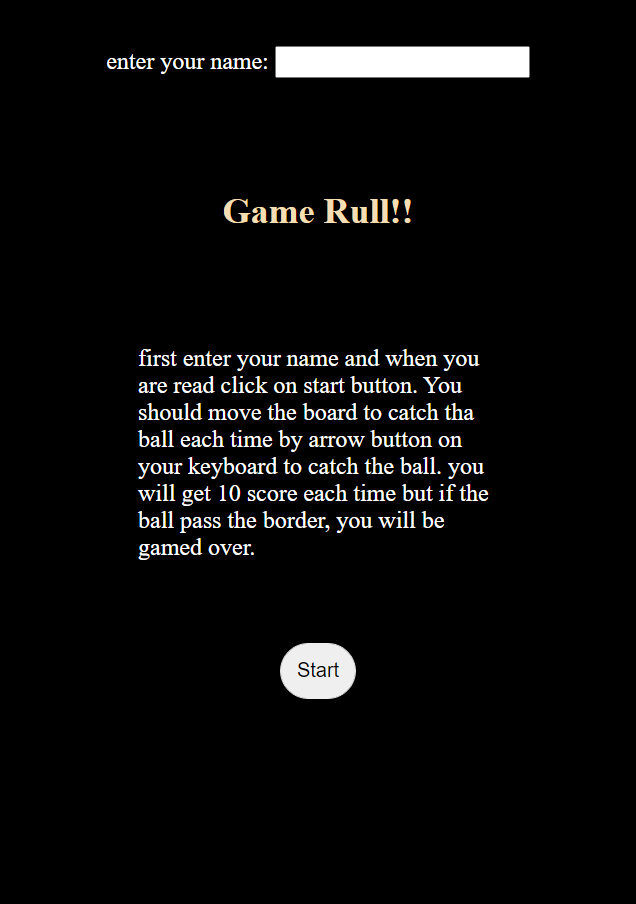 enter your name:
Game Rull!!
first enter your name and when you
are read click on start button. You
should move the board to catch tha
ball each time by arrow button on
your keyboard to catch the ball. you
will get 10 score each time but if the
ball pass the border, you will be
gamed over.
Start